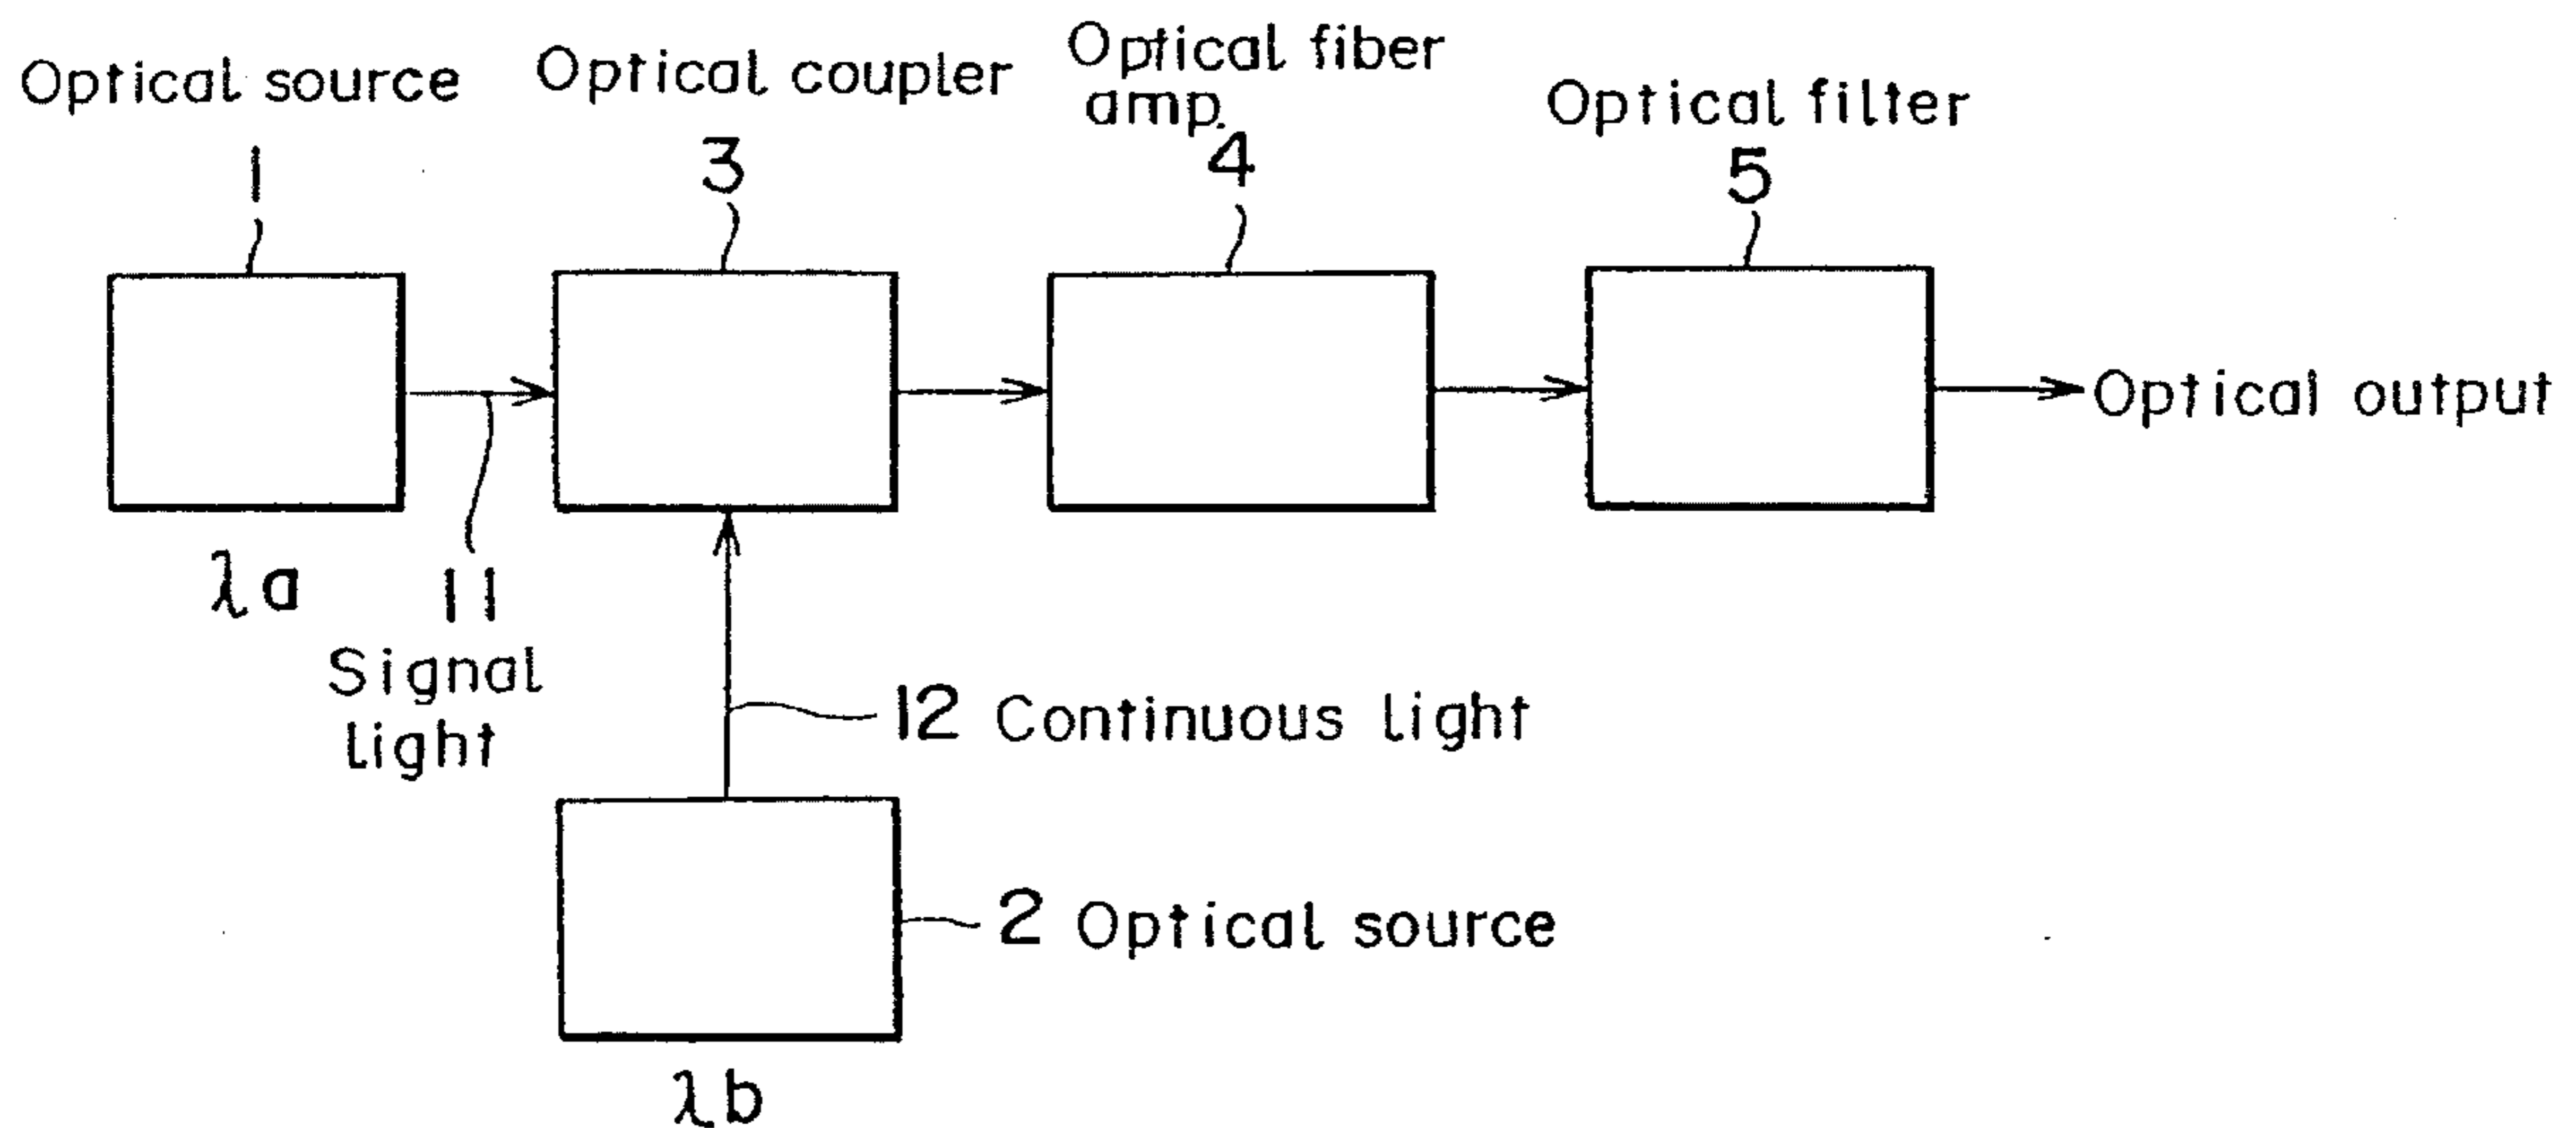 Optical source
1
Optical coupler
3
Optical fiber
amp.
4
Optical filter
5
Optical output
λa
11
Signal
light
12 Continuous light
2 Optical source
λb